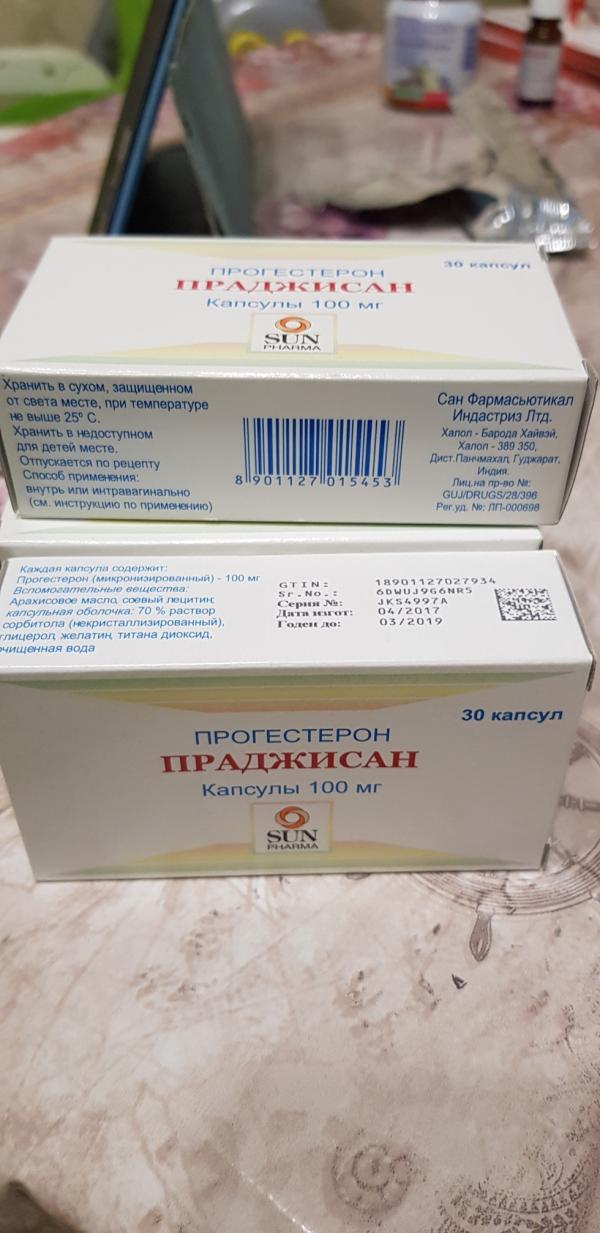 ПРОГЕСТЕРОН
30 капсул
ПРАДЖИСАН
Капсулы 100 мг
SUN
PHARMA
Хранить в сухом, защищенном
от света месте, при температуре
не выше 25º C.
Хранить в недоступном
для детей месте.
Отпускается по рецепту
Способ применения:
внутрь или интравагинально
(см. инструкцию по применению)
8 901127 015453
Сан Фармасьютикал
Индастриз Лтд.
Халол - Барода Хайвэй,
Халол - 389 350,
Дист.Панчмахал, Гуджарат,
Индия.
Лиц.на пр-во №:
GUJ/DRUGS/28/396
Рег.уд. №: ЛП-000698
Каждая капсула содержит:
Прогестерон (микронизированный) - 100 мг
Вспомогательные вещества:
Арахисовое масло, соевый лецитин;
капсульная оболочка: 70 % раствор
сорбитола (некристаллизированный),
глицерол, желатин, титана диоксид,
очищенная вода
GTIN: 18901127027934
Sr.No.: 6DWUJ9G6NR5
Серия №: JKS4997A
Дата изгот: 04/2017
Годен до: 03/2019
30 капсул
ПРОГЕСТЕРОН
ПРАДЖИСАН
Капсулы 100 мг
SUN
PHARMA